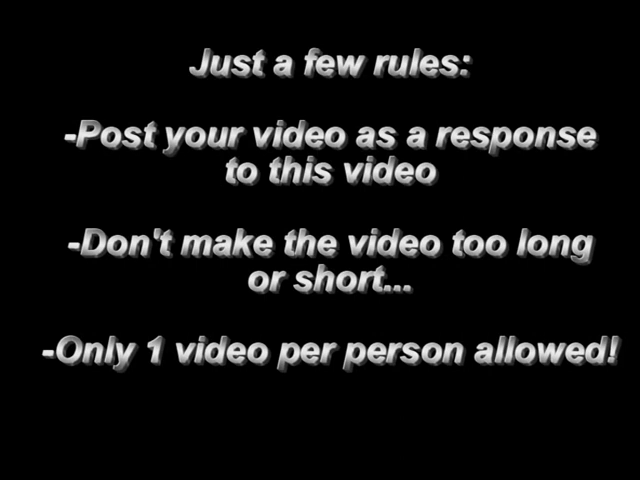 Just a few rules:
-Post your video as a response
to this video
-Don't make the video too long
or short...
-Only 1 video per person allowed!